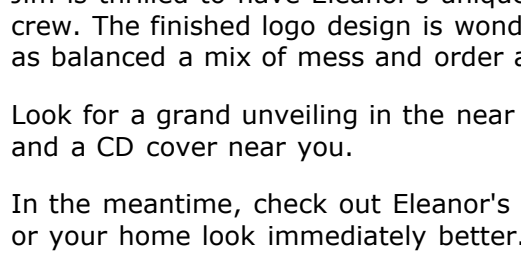 Jim is thrilled to have Eleanor's unique
crew. The finished logo design is wond
as balanced a mix of mess and order a
Look for a grand unveiling in the near
and a CD cover near you.
In the meantime, check out Eleanor's
or your home look immediately better.